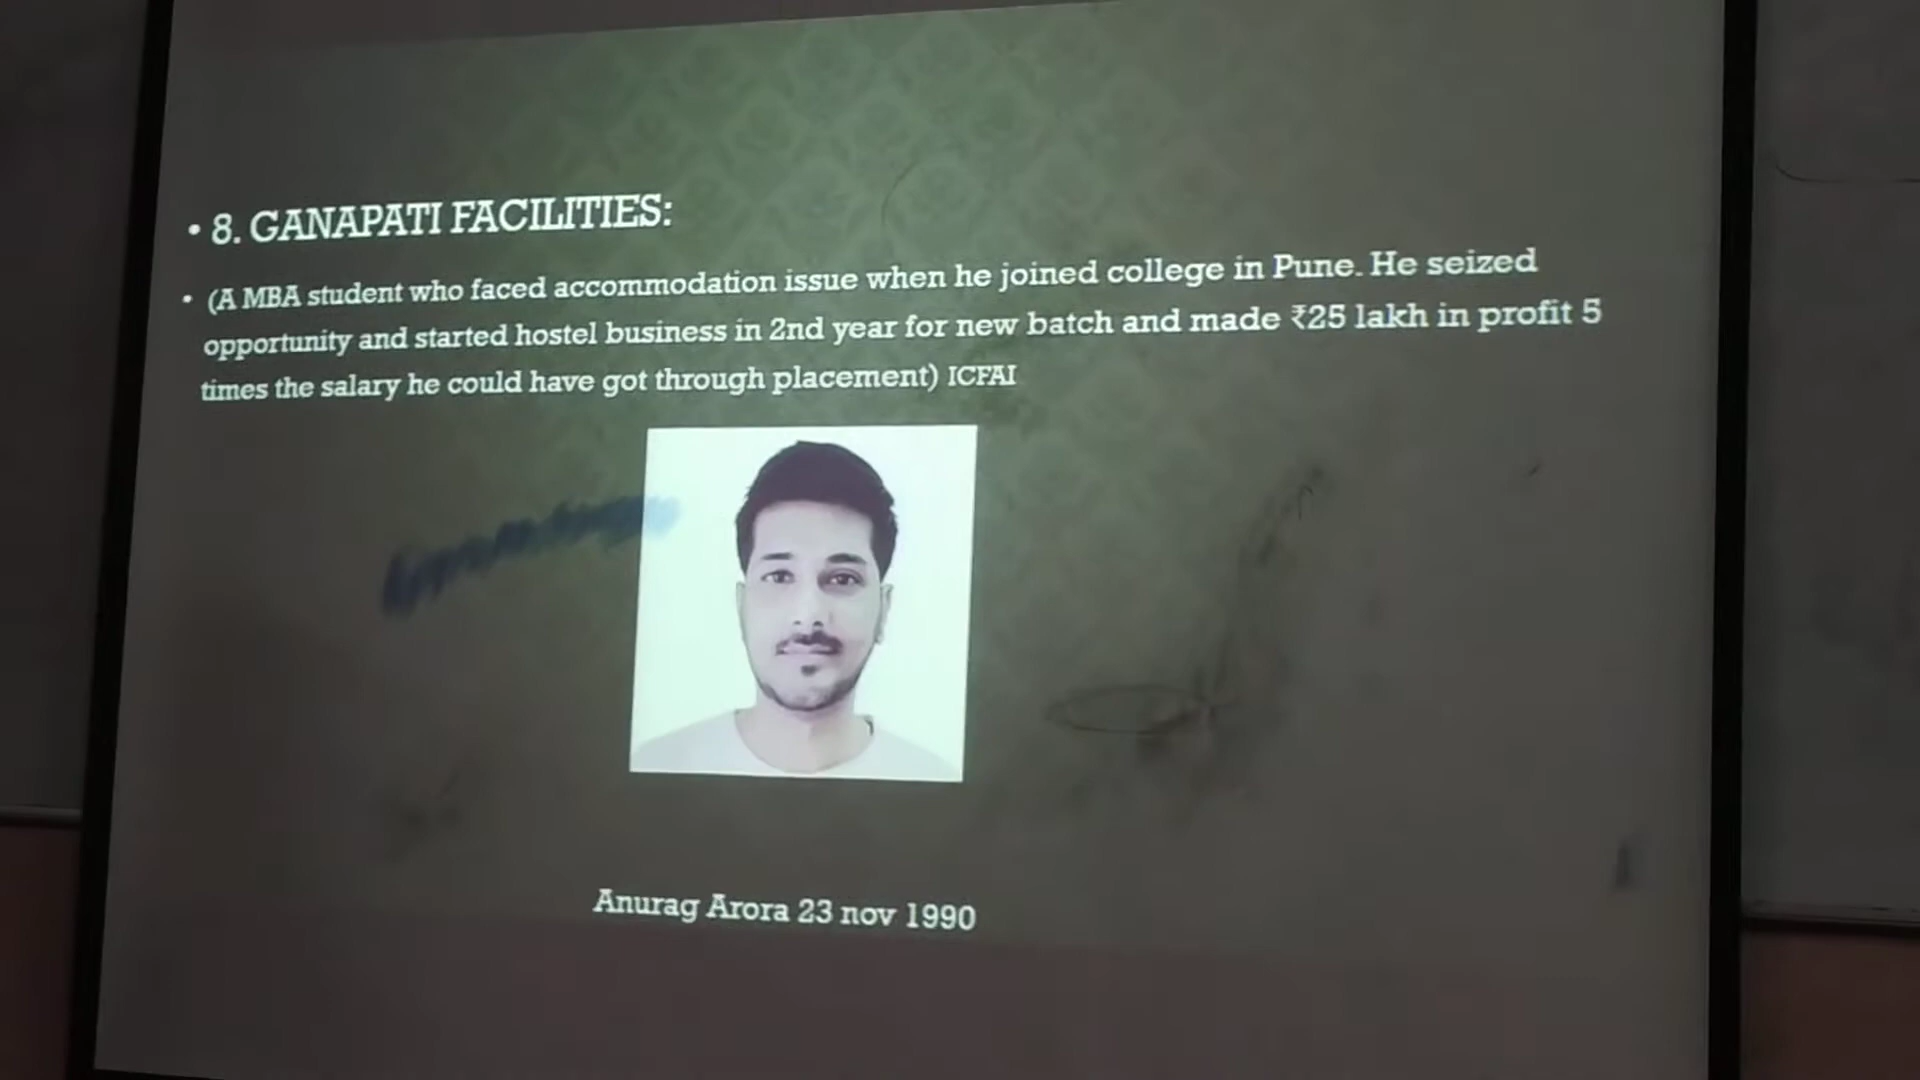 • 8. GANAPATI FACILITIES:
• (A MBA student who faced accommodation issue when he joined college in Pune. He seized
opportunity and started hostel business in 2nd year for new batch and made ₹25 lakh in profit 5
times the salary he could have got through placement) ICFAI
Anurag Arora 23 nov 1990